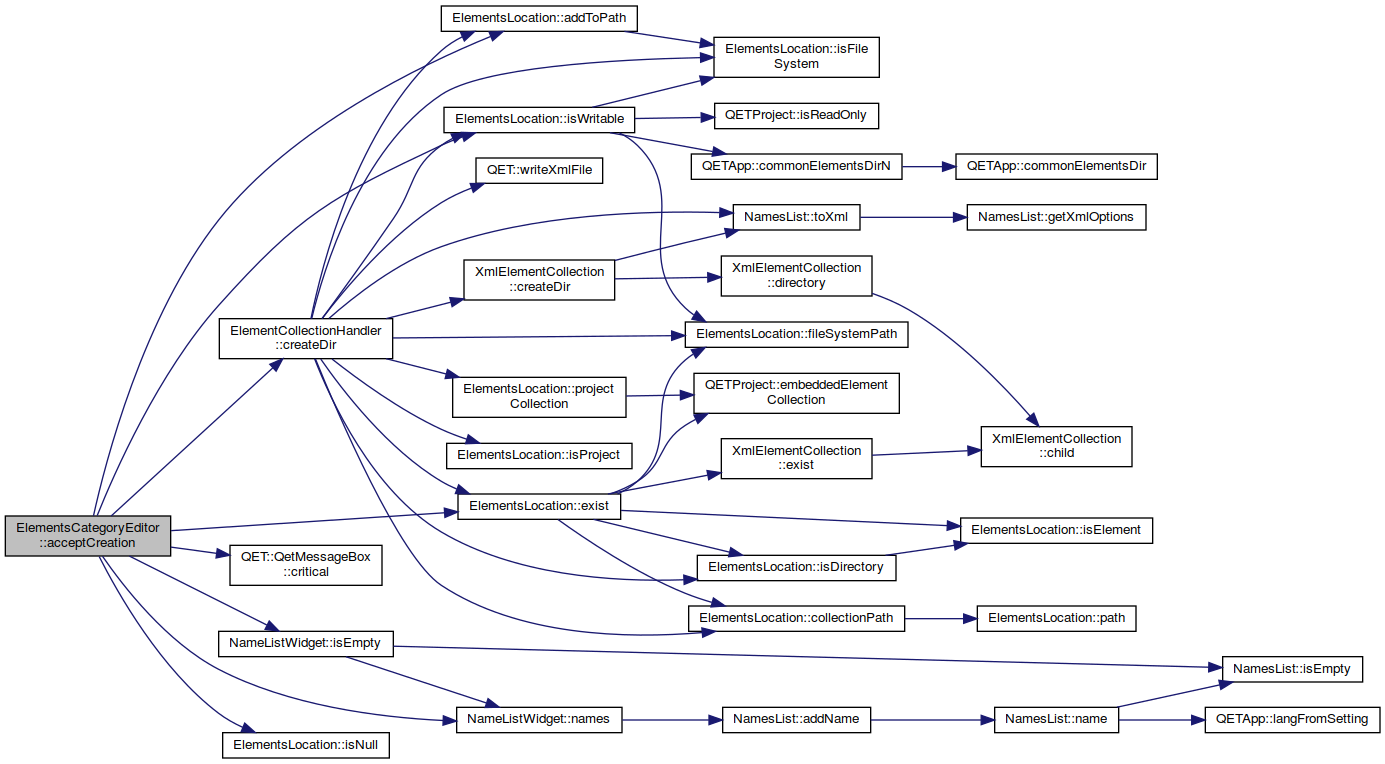 ElementsLocation::addToPath
ElementsLocation::isFile
System
ElementsLocation::isWritable
QETProject::isReadOnly
QETApp::commonElementsDirN
QETApp::commonElementsDir
QET::writeXmlFile
NamesList::toXml
NamesList::getXmlOptions
XmlElementCollection
::createDir
XmlElementCollection
::directory
ElementCollectionHandler
::createDir
ElementsLocation::fileSystemPath
ElementsLocation::project
Collection
QETProject::embeddedElement
Collection
ElementsLocation::isProject
XmlElementCollection
::exist
XmlElementCollection
::child
ElementsLocation::exist
ElementsCategoryEditor
::acceptCreation
ElementsLocation::isElement
QET::QetMessageBox
::critical
ElementsLocation::isDirectory
ElementsLocation::collectionPath
ElementsLocation::path
NameListWidget::isEmpty
NamesList::isEmpty
NameListWidget::names
NamesList::addName
NamesList::name
QETApp::langFromSetting
ElementsLocation::isNull